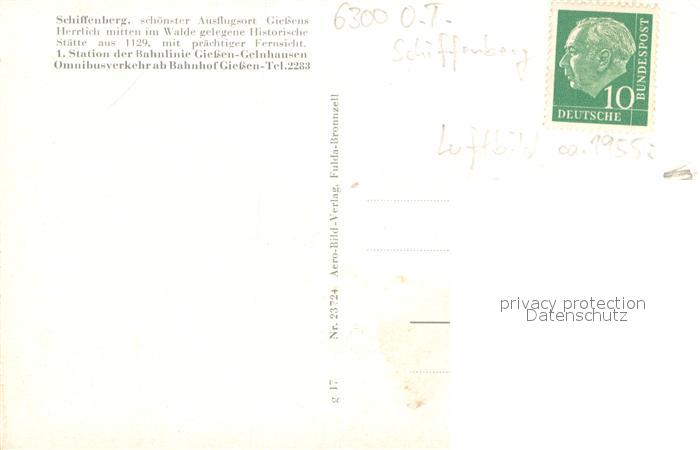 Schiffenberg, schönster Ausflugsort Gießens
Herrlich mitten im Walde gelegene Historische
Stätte aus 1129, mit prächtiger Fernsicht.
1. Station der Bahnlinie Gießen-Gelnhausen
Omnibusverkehr ab Bahnhof Gießen-Tel. 2283
6300 O.T.
Schiffenberg
10
DEUTSCHE
BUNDESPOST
Luftbild ca. 1955
g 17 Nr. 23724 Aero-Bild-Verlag, Fulda-Bronnzell
privacy protection
Datenschutz